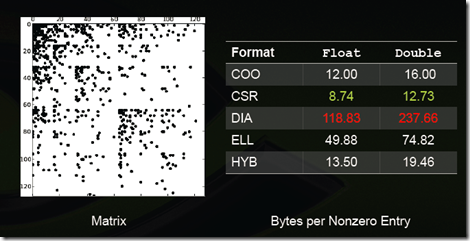 0 20 40 60 80 100 120
0
20
40
60
80
100
120
Matrix
Format Float Double
COO 12.00 16.00
CSR 8.74 12.73
DIA 118.83 237.66
ELL 49.88 74.82
HYB 13.50 19.46
Bytes per Nonzero Entry